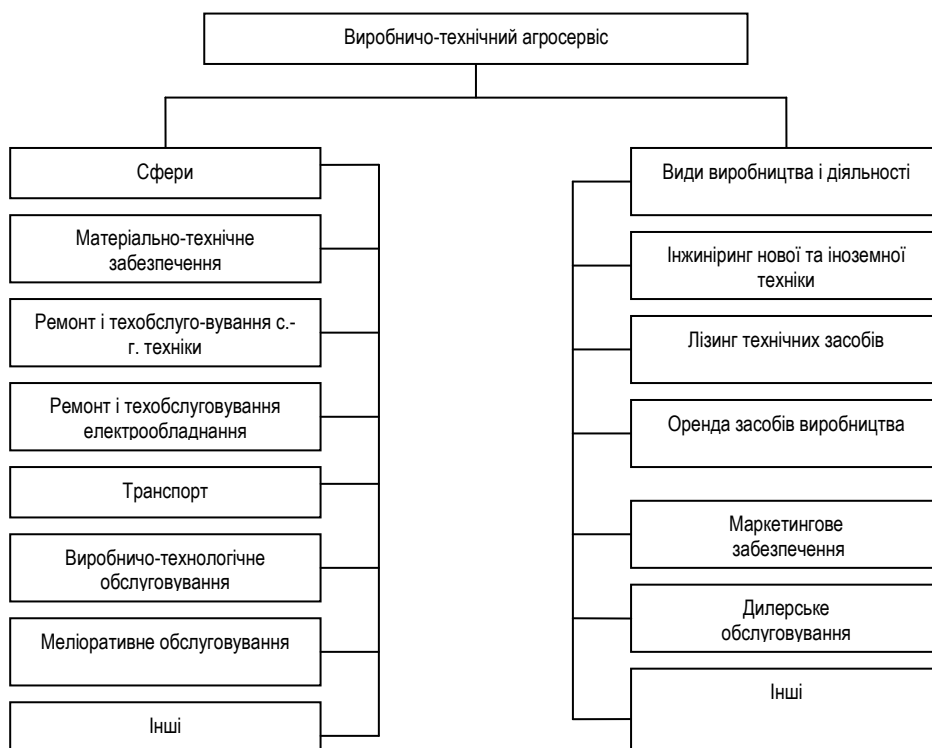 Виробничо-технічний агросервіс
Сфери
Матеріально-технічне
забезпечення
Ремонт і техобслуго-вування с.-
г. техніки
Ремонт і техобслуговування
електрообладнання
Транспорт
Виробничо-технологічне
обслуговування
Меліоративне обслуговування
Інші
Види виробництва і діяльності
Інжиніринг нової та іноземної
техніки
Лізинг технічних засобів
Оренда засобів виробництва
Маркетингове
забезпечення
Дилерське
обслуговування
Інші